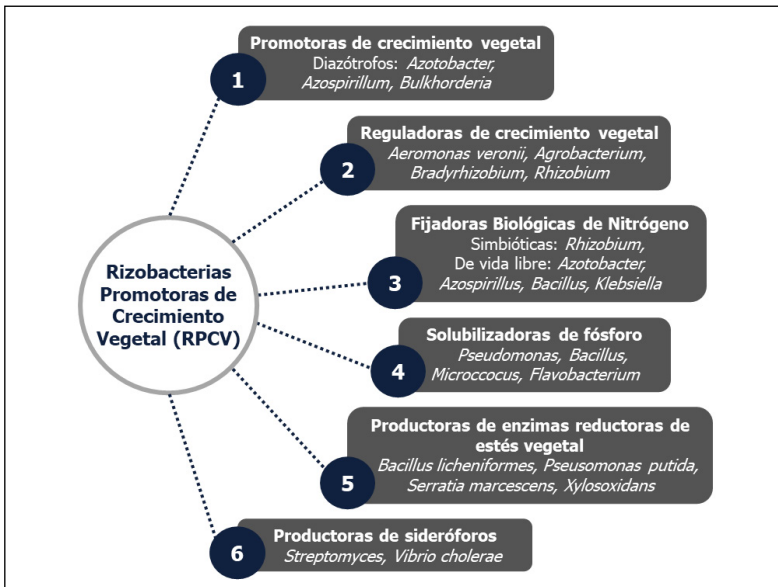 Promotoras de crecimiento vegetal
Diazótrofos: Azotobacter,
Azospirillum, Bulkhorderia
1
Reguladoras de crecimiento vegetal
Aeromonas veronii, Agrobacterium,
Bradyrhizobium, Rhizobium
2
Fijadoras Biológicas de Nitrógeno
Simbióticas: Rhizobium,
De vida libre: Azotobacter,
Azospirillus, Bacillus, Klebsiella
3
Rizobacterias
Promotoras de
Crecimiento
Vegetal (RPCV)
Solubilizadoras de fósforo
Pseudomonas, Bacillus,
Microccocus, Flavobacterium
4
Productoras de enzimas reductoras de
estés vegetal
Bacillus licheniformes, Pseusomonas putida,
Serratia marcescens, Xylosoxidans
5
Productoras de sideróforos
Streptomyces, Vibrio cholerae
6